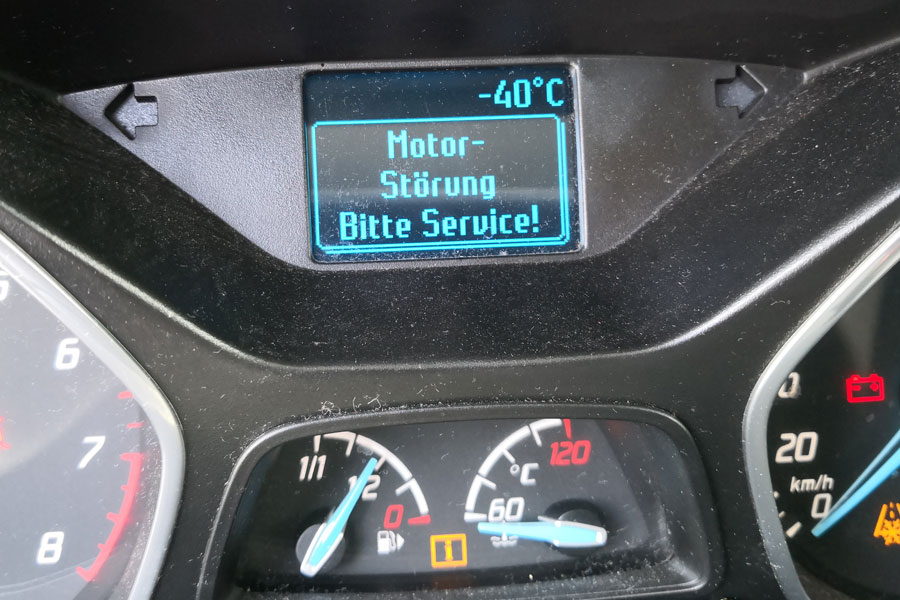 -40°C
Motor-
Störung
Bitte Service!
6
7
8
1/1
1/2
0
°C
120
60
20
km/h
0